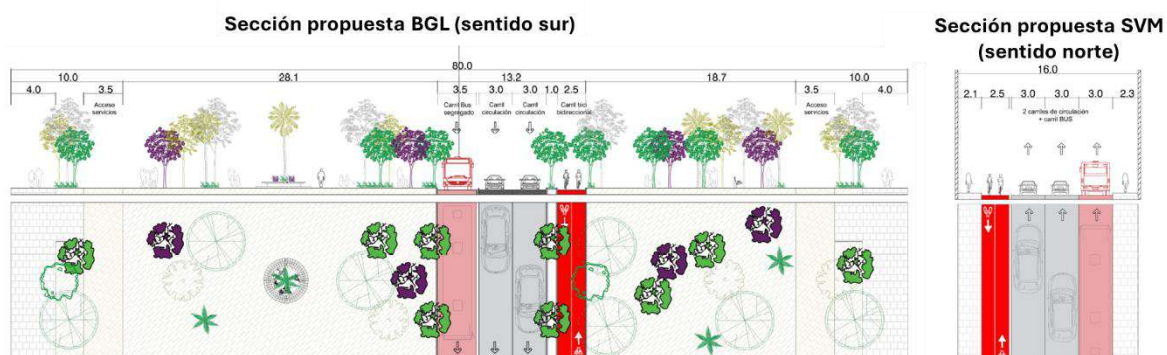 Sección propuesta BGL (sentido sur)
80.0
10.0 28.1 13.2 18.7 10.0
4.0 3.5 3.5 3.0 3.0 1.0 2.5 3.5 4.0
Acceso
servicios
Carril Bus
segregado
Carril
circulación
Carril
circulación
Carril bici
bidireccional
Acceso
servicios
Sección propuesta SVM
(sentido norte)
16.0
2.1 2.5 3.0 3.0 3.0 2.3
2 carriles de circulación
+ carril BUS